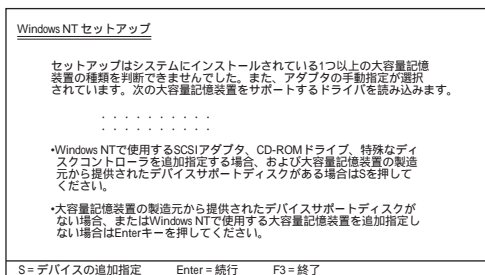 Windows NT セットアップ
セットアップはシステムにインストールされている1つ以上の大容量記憶
装置の種類を判断できませんでした。また、アダプタの手動指定が選択
されています。次の大容量記憶装置をサポートするドライバを読み込みます。
. . . . . . . . . .
. . . . . . . . . .
•Windows NTで使用するSCSIアダプタ、CD-ROMドライブ、特殊なディ
スクコントローラを追加指定する場合、および大容量記憶装置の製造
元から提供されたデバイスサポートディスクがある場合はSを押して
ください。
•大容量記憶装置の製造元から提供されたデバイスサポートディスクが
ない場合、またはWindows NTで使用する大容量記憶装置を追加指定し
ない場合はEnterキーを押してください。
S = デバイスの追加指定 Enter = 続行 F3 = 終了